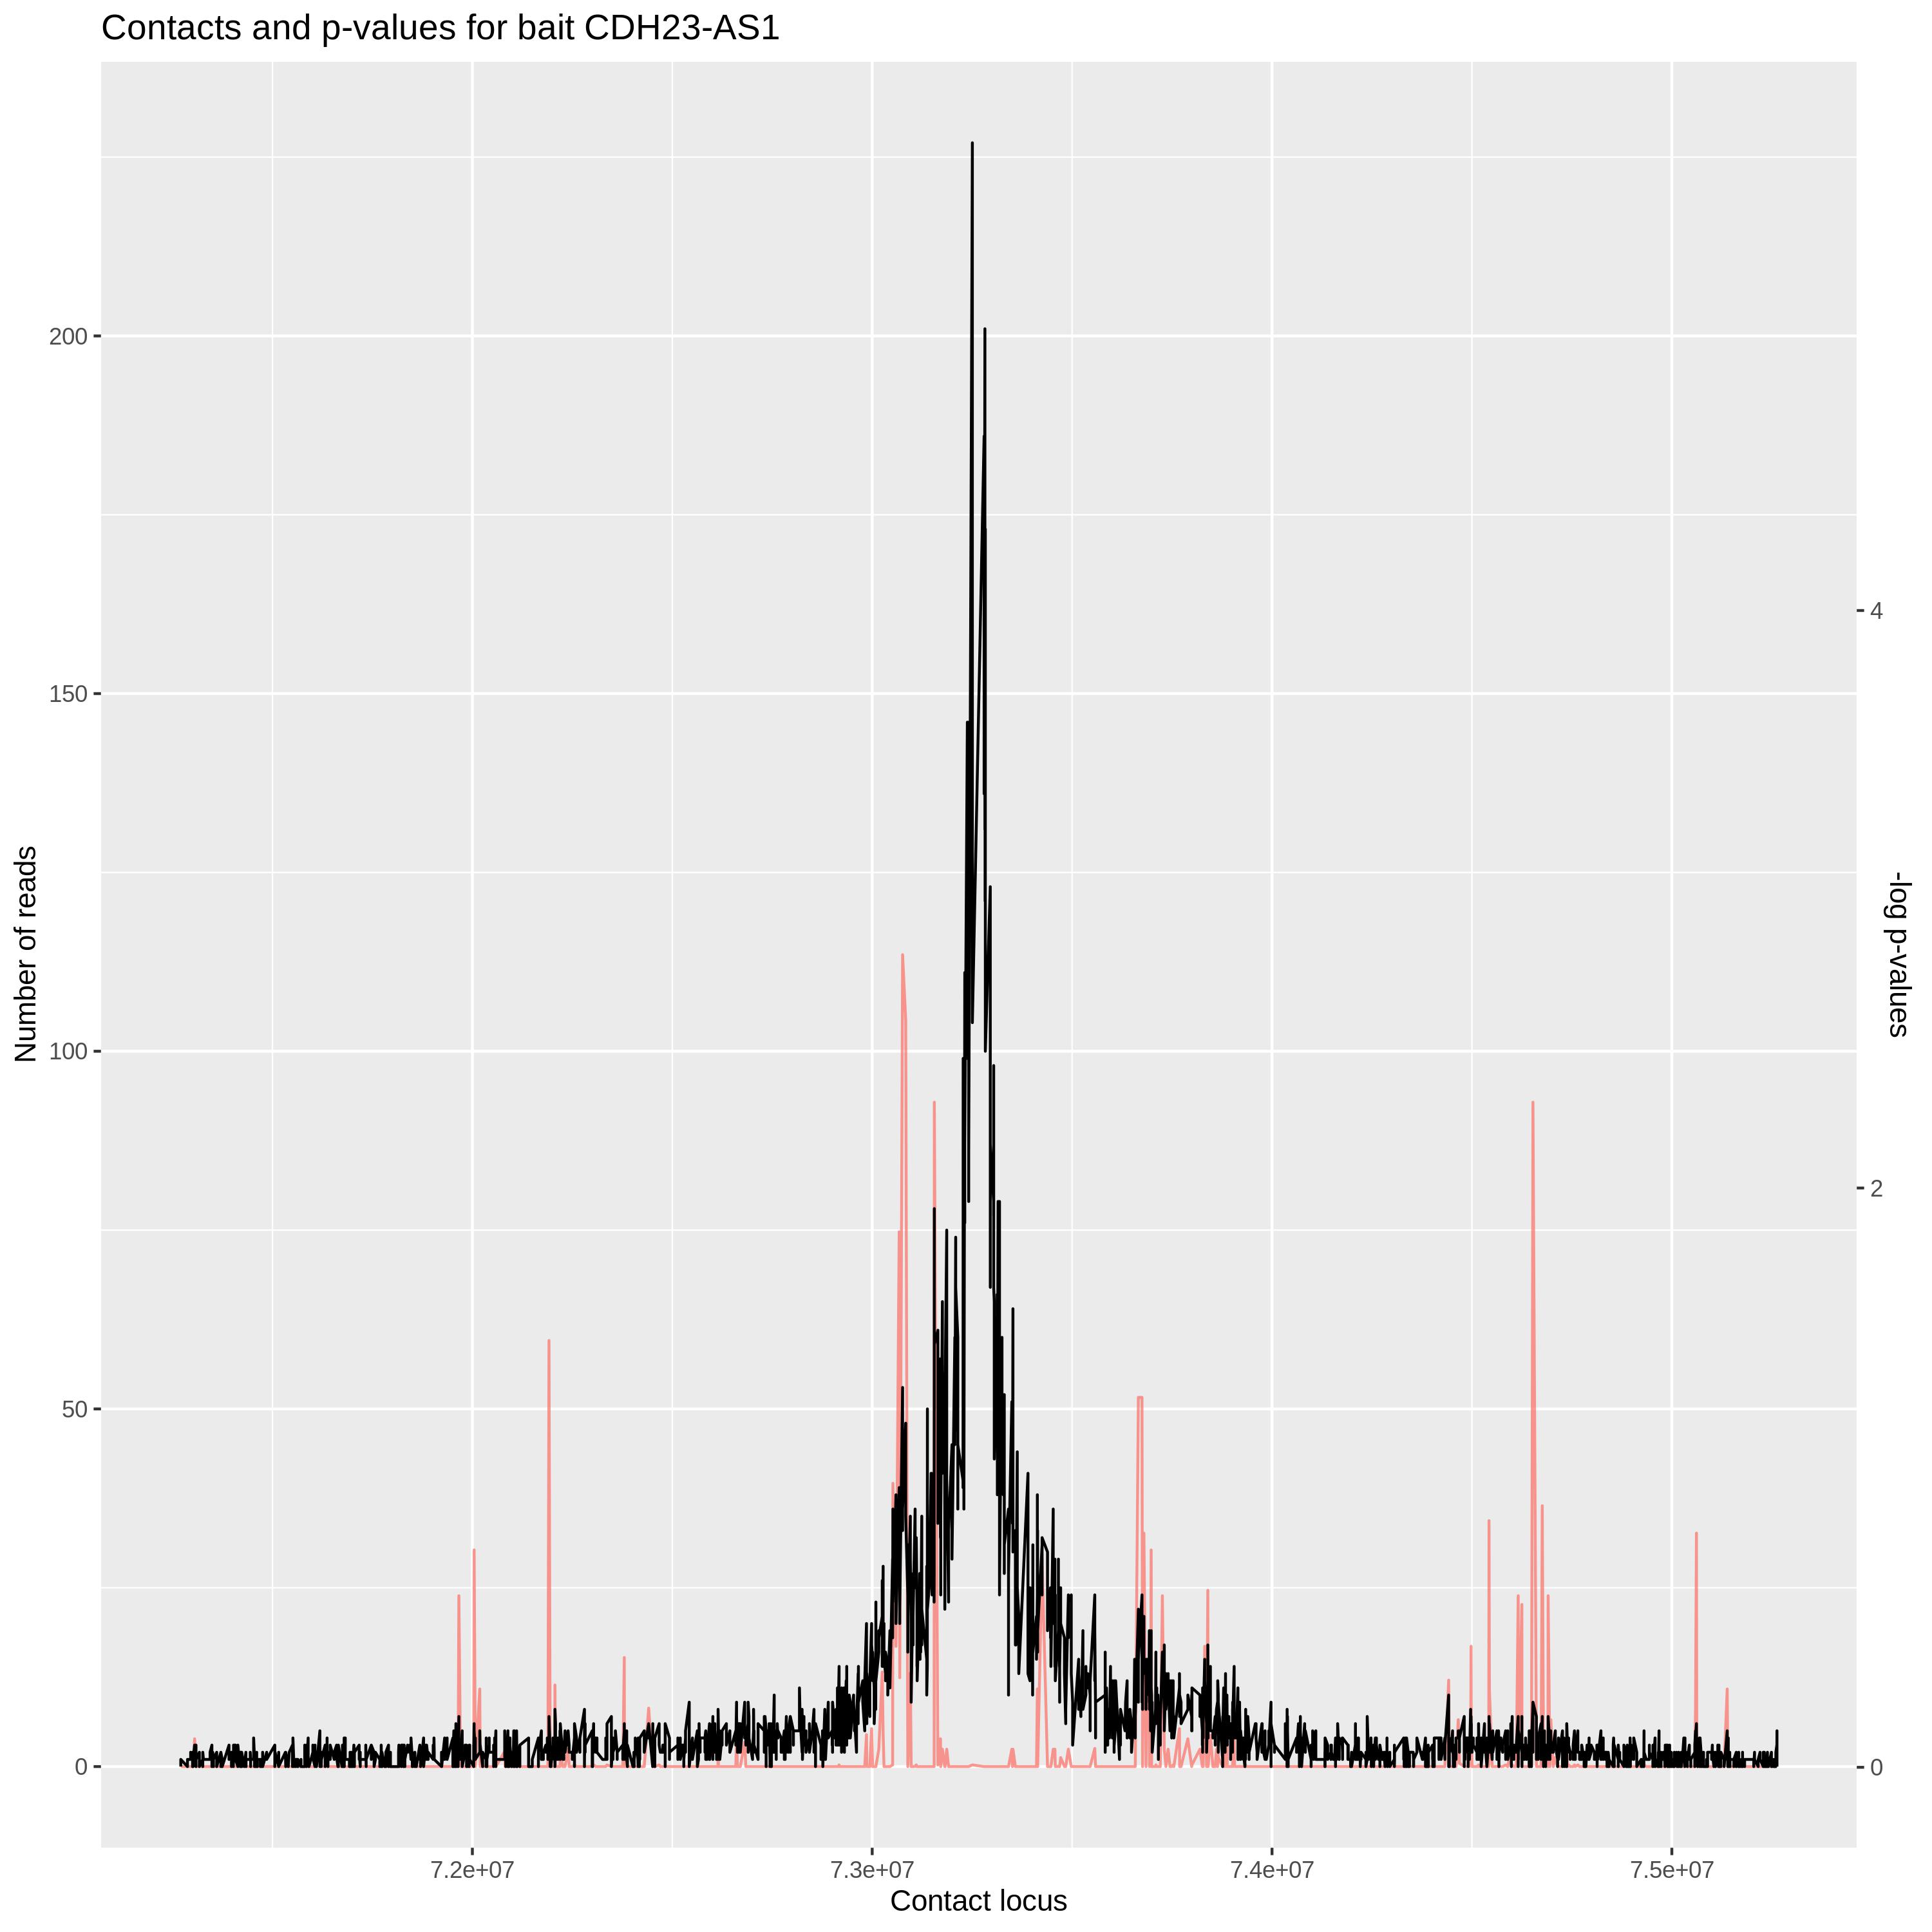 Contacts and p-values for bait CDH23-AS1
Number of reads
200
150
100
50
0
4
2
0
-log p-values
7.2e+07 7.3e+07 7.4e+07 7.5e+07
Contact locus